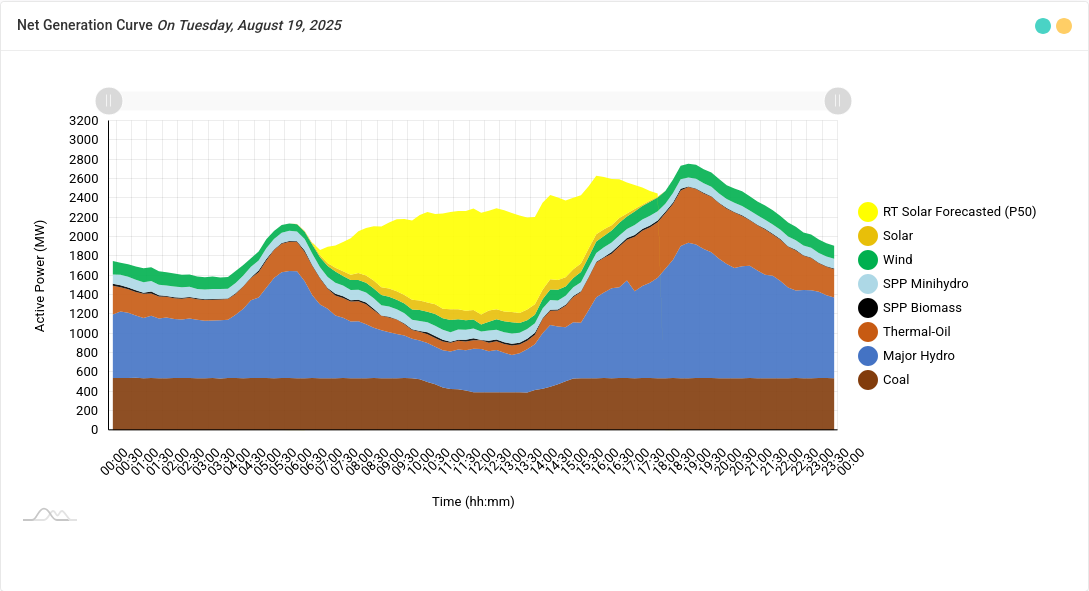 Net Generation Curve On Tuesday, August 19, 2025
3200
3000
2800
2600
2400
2200
2000
1800
1600
1400
1200
1000
800
600
400
200
0
Active Power (MW)
00:00 00:30 01:00 01:30 02:00 02:30 03:00 03:30 04:00 04:30 05:00 05:30 06:00 06:30 07:00 07:30 08:00 08:30 09:00 09:30 10:00 10:30 11:00 11:30 12:00 12:30 13:00 13:30 14:00 14:30 15:00 15:30 16:00 16:30 17:00 17:30 18:00 18:30 19:00 19:30 20:00 20:30 21:00 21:30 22:00 22:30 23:00 23:30 00:00
Time (hh:mm)
RT Solar Forecasted (P50)
Solar
Wind
SPP Minihydro
SPP Biomass
Thermal-Oil
Major Hydro
Coal